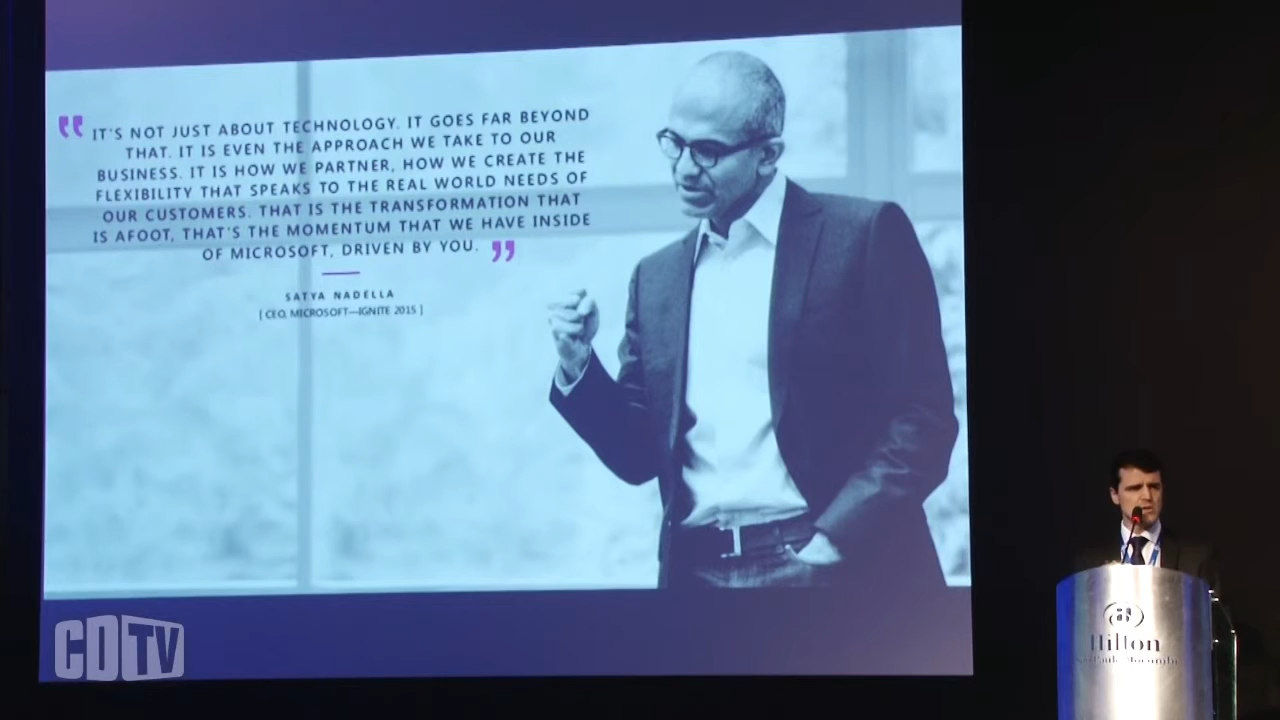 IT'S NOT JUST ABOUT TECHNOLOGY. IT GOES FAR BEYOND
THAT. IT IS EVEN THE APPROACH WE TAKE TO OUR
BUSINESS. IT IS HOW WE PARTNER, HOW WE CREATE THE
FLEXIBILITY THAT SPEAKS TO THE REAL WORLD NEEDS OF
OUR CUSTOMERS. THAT IS THE TRANSFORMATION THAT
IS AFOOT, THAT'S THE MOMENTUM THAT WE HAVE INSIDE
OF MICROSOFT, DRIVEN BY YOU.
SATYA NADELLA
[ CEO, MICROSOFT—IGNITE 2015 ]
Hilton
CDTV